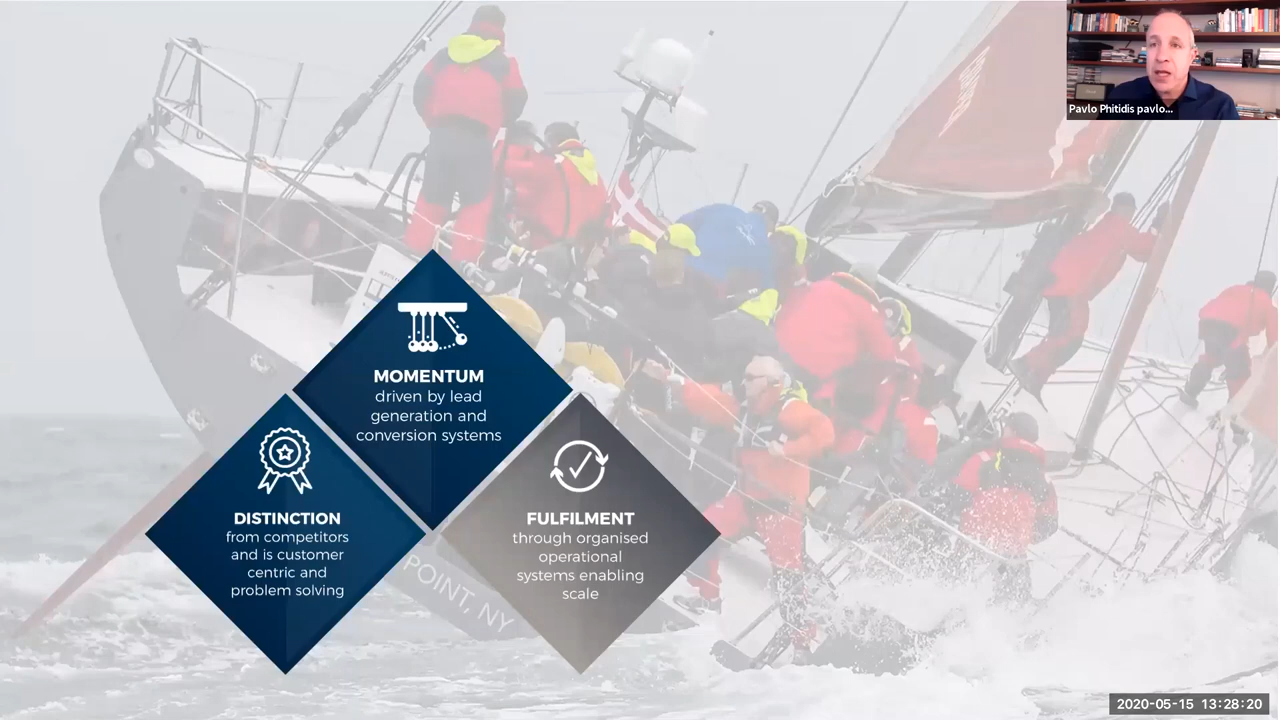 Pavlo Phitidis pavlo...
MOMENTUM
driven by lead
generation and
conversion systems
DISTINCTION
from competitors
and is customer
centric and
problem solving
FULFILMENT
through organised
operational
systems enabling
scale
POINT, NY
2020-05-15 13:28:20